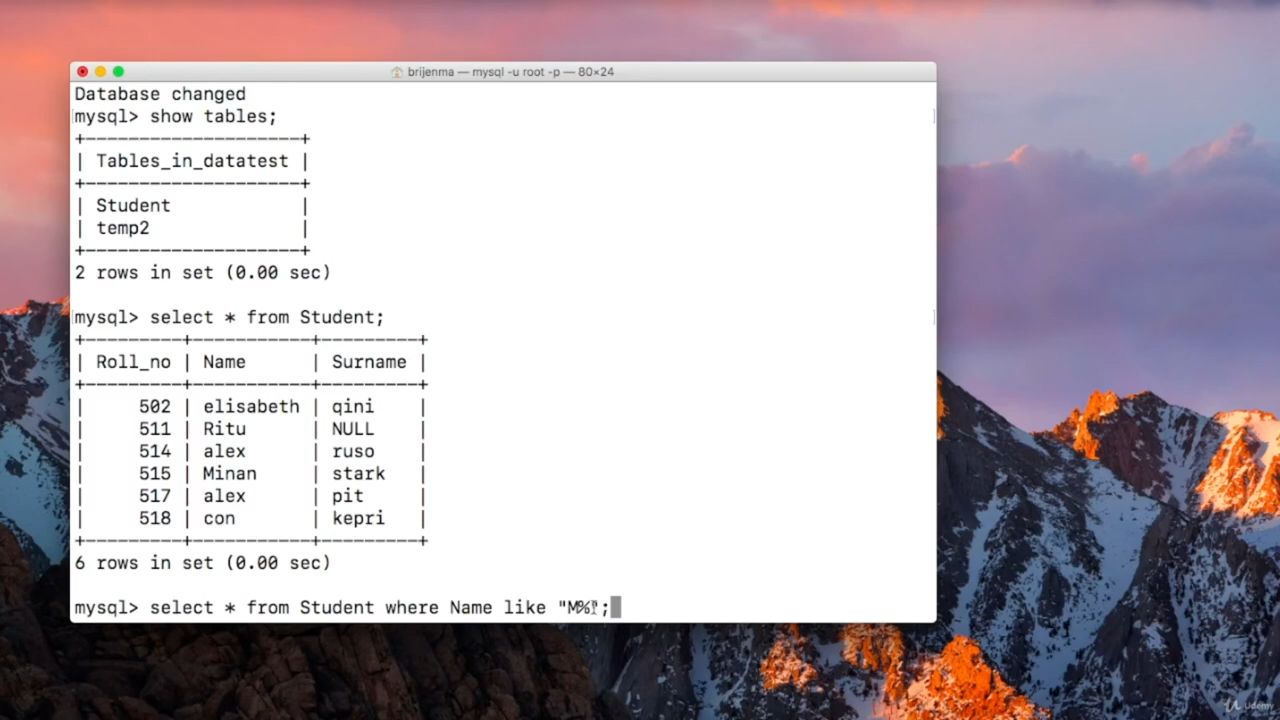 brijenma — mysql -u root -p — 80×24
Database changed
mysql> show tables;
+---------------------+
| Tables_in_datatest |
+---------------------+
| Student |
| temp2 |
+---------------------+
2 rows in set (0.00 sec)
mysql> select * from Student;
+---------+-----------+---------+
| Roll_no | Name | Surname |
+---------+-----------+---------+
| 502 | elisabeth | qini |
| 511 | Ritu | NULL |
| 514 | alex | ruso |
| 515 | Minan | stark |
| 517 | alex | pit |
| 518 | con | kepri |
+---------+-----------+---------+
6 rows in set (0.00 sec)
mysql> select * from Student where Name like "M%";
Udemy